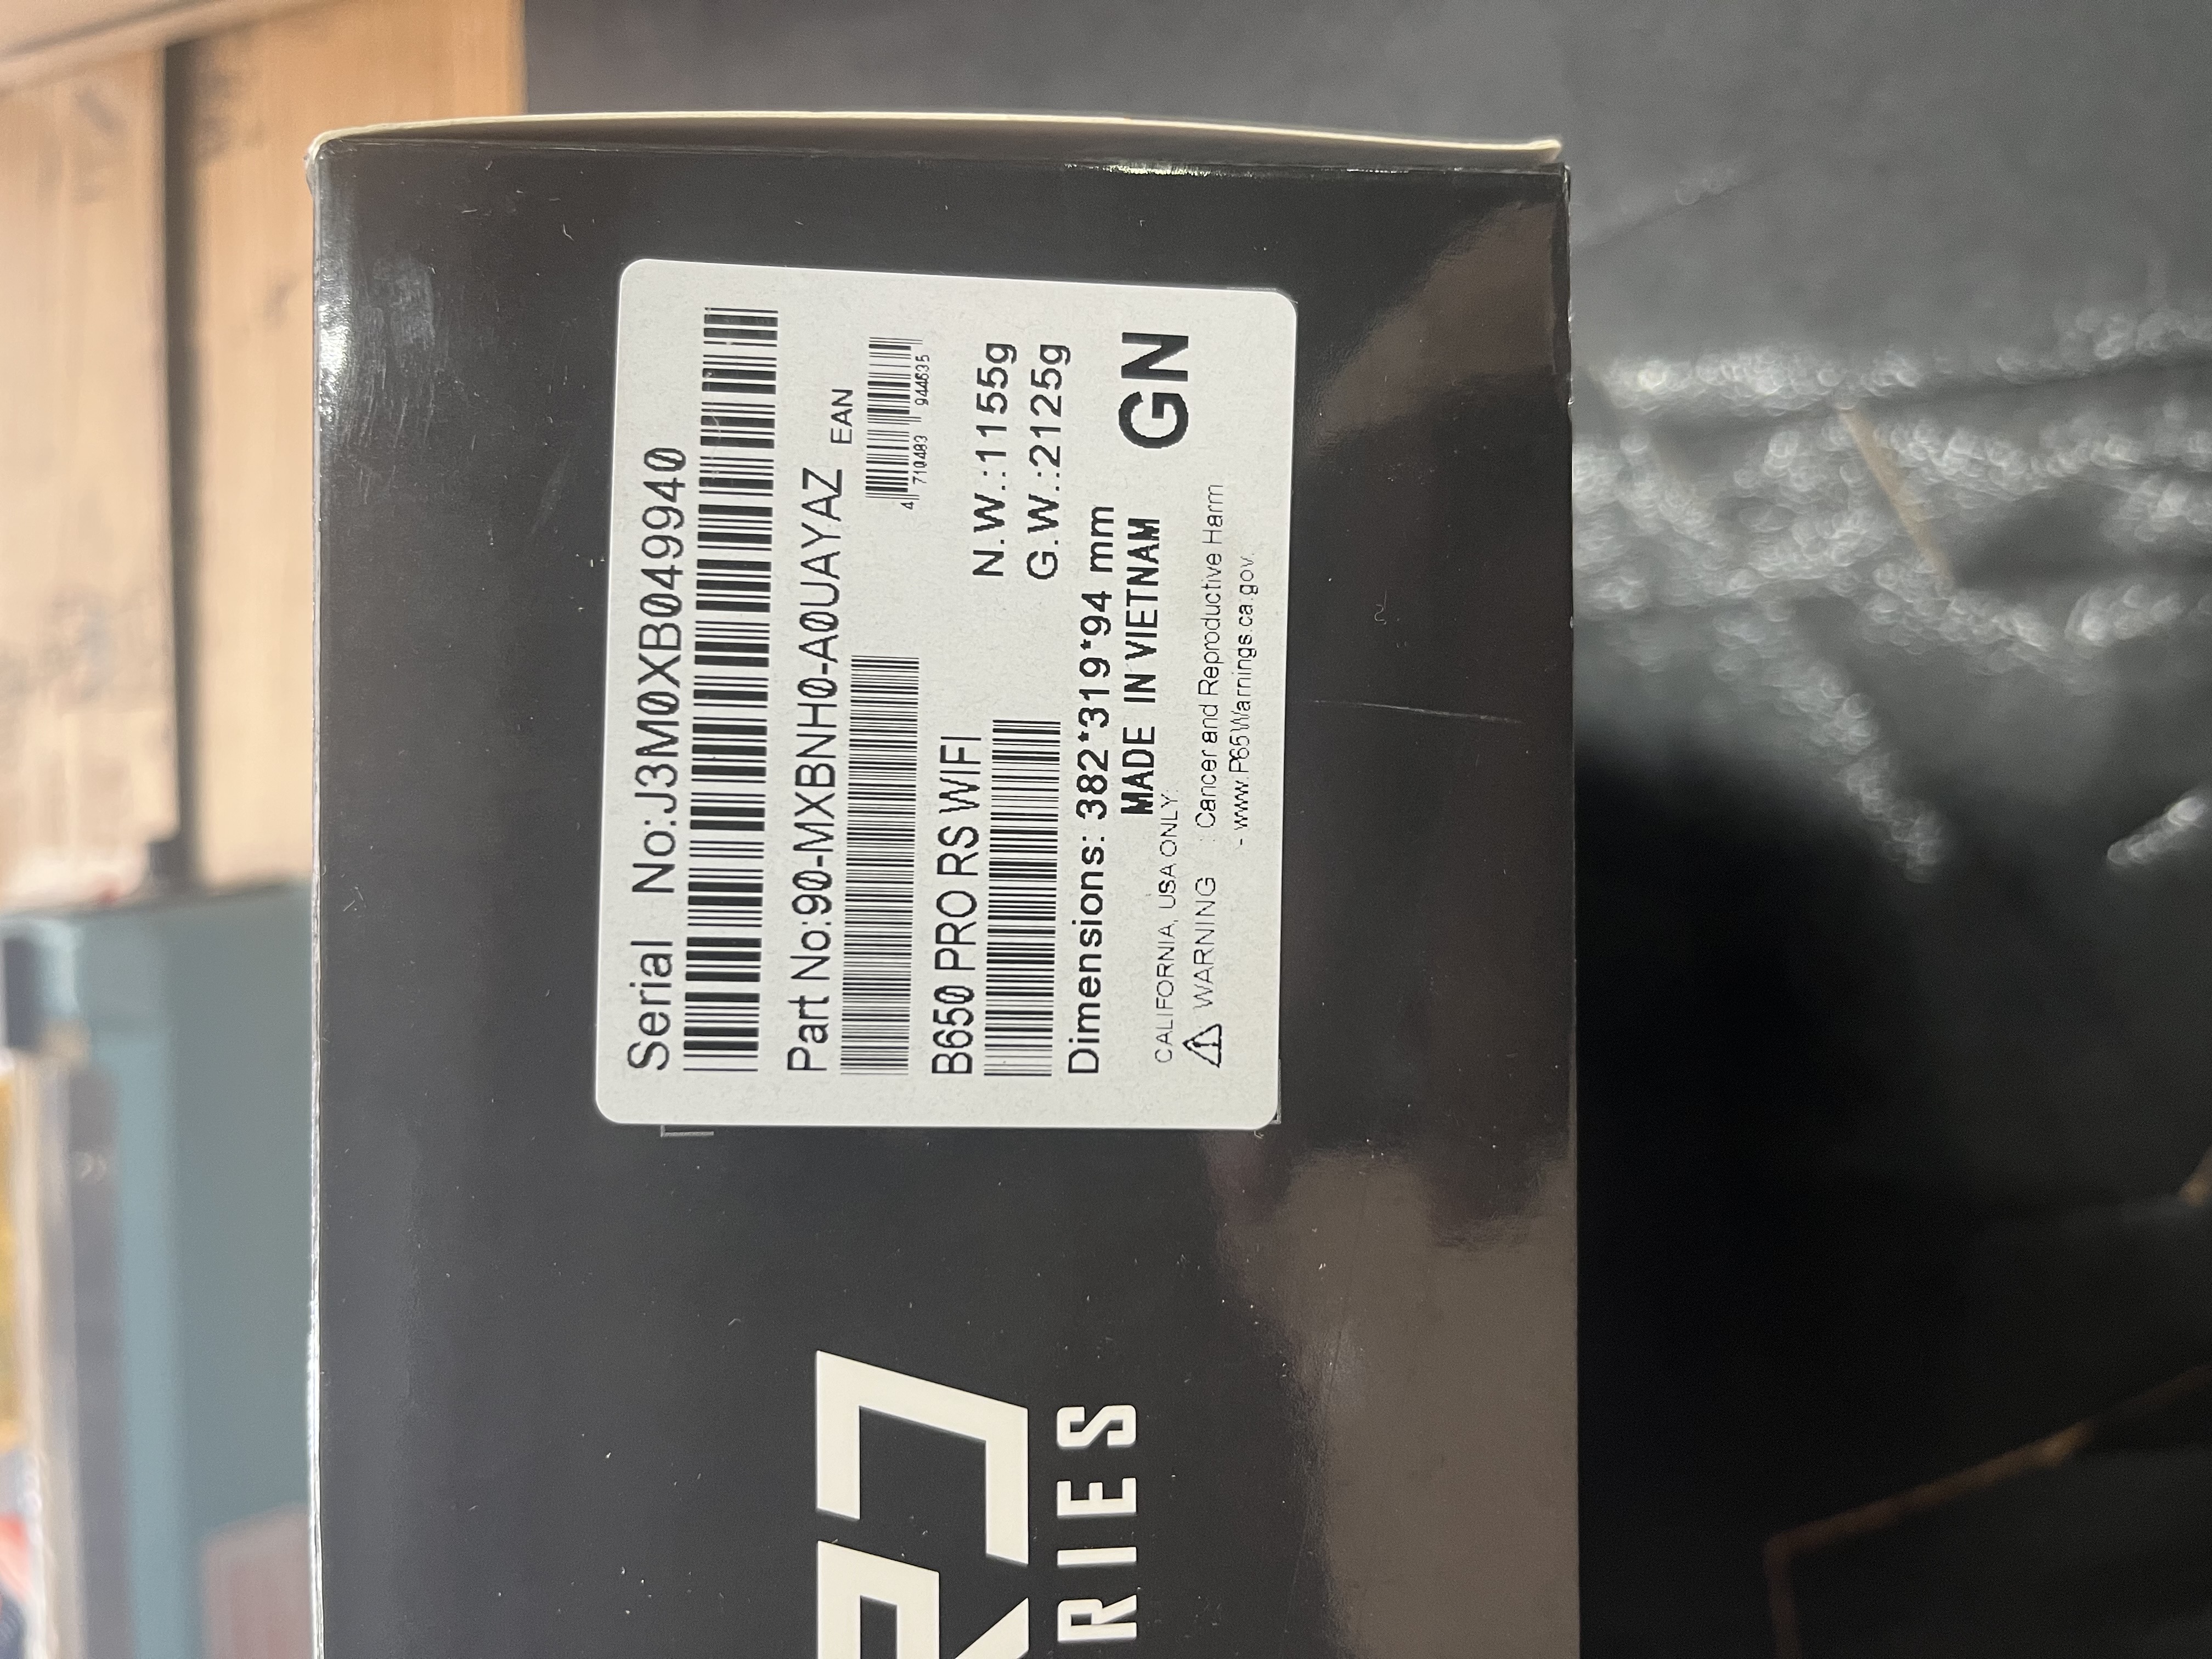 Serial No:J3M0XB049940
Part No:90-MXBNH0-A0UAYAZ
EAN
4 710483 944635
B650 PRO RS WIFI
N.W.:1155g
G.W.:2125g
Dimensions: 382*319*94 mm
MADE IN VIETNAM
GN
CALIFORNIA, USA ONLY:
WARNING : Cancer and Reproductive Harm
- www.P65Warnings.ca.gov.
RIES